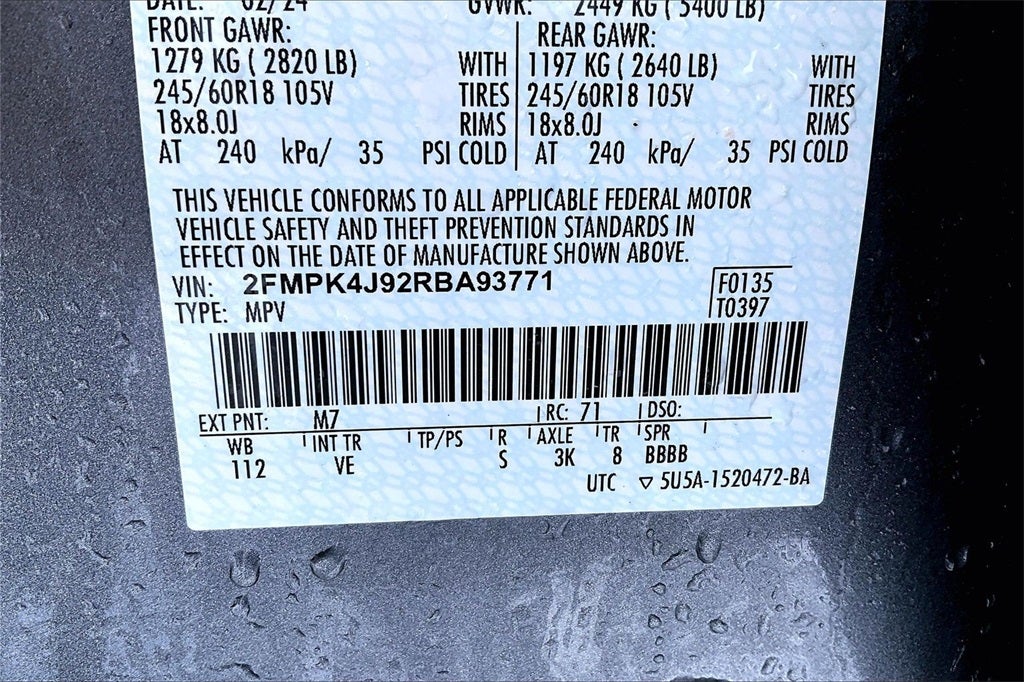 DATE: 02/24 GVWR: 2449 KG ( 5400 LB)
FRONT GAWR: REAR GAWR:
1279 KG ( 2820 LB) WITH 1197 KG ( 2640 LB) WITH
245/60R18 105V TIRES 245/60R18 105V TIRES
18x8.0J RIMS 18x8.0J RIMS
AT 240 kPa/ 35 PSI COLD AT 240 kPa/ 35 PSI COLD
THIS VEHICLE CONFORMS TO ALL APPLICABLE FEDERAL MOTOR
VEHICLE SAFETY AND THEFT PREVENTION STANDARDS IN
EFFECT ON THE DATE OF MANUFACTURE SHOWN ABOVE.
VIN: 2FMPK4J92RBA93771 F0135
TYPE: MPV T0397
EXT PNT: M7 RC: 71 DSO:
WB INT TR TP/PS R AXLE TR SPR
112 VE S 3K 8 BBBB
UTC ▽ 5U5A-1520472-BA